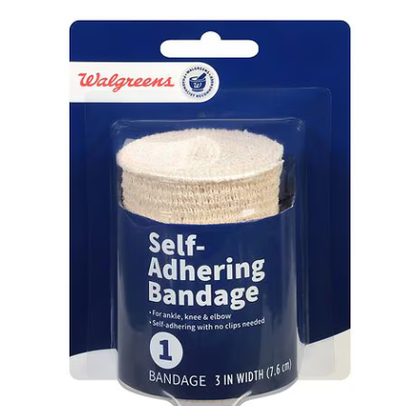 Walgreens
Self-
Adhering
Bandage
• For ankle, knee & elbow
• Self-adhering with no clips needed
1
BANDAGE 3 IN WIDTH (7.6 cm)